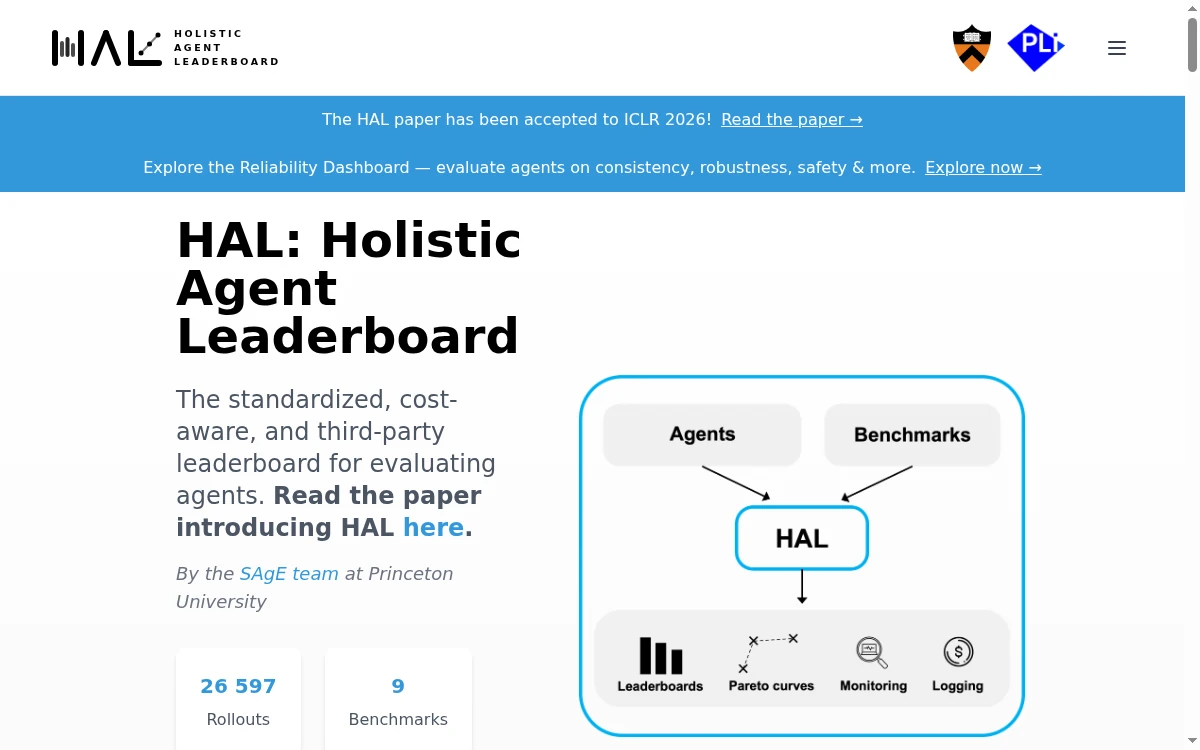 HAL
HOLISTIC
AGENT
LEADERBOARD
PLI
The HAL paper has been accepted to ICLR 2026! Read the paper →
Explore the Reliability Dashboard — evaluate agents on consistency, robustness, safety & more. Explore now →
HAL: Holistic
Agent
Leaderboard
The standardized, cost-
aware, and third-party
leaderboard for evaluating
agents. Read the paper
introducing HAL here.
By the SAgE team at Princeton
University
26 597
Rollouts
9
Benchmarks
Agents
Benchmarks
HAL
$
Leaderboards
Pareto curves
Monitoring
Logging